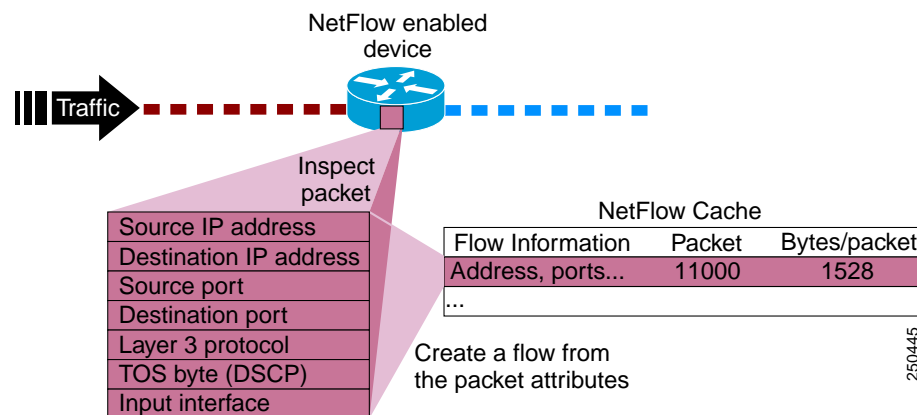 NetFlow enabled
device
Traffic
Inspect
packet
Source IP address
Destination IP address
Source port
Destination port
Layer 3 protocol
TOS byte (DSCP)
Input interface
NetFlow Cache
Flow Information Packet Bytes/packet
Address, ports... 11000 1528
...
Create a flow from
the packet attributes
250445